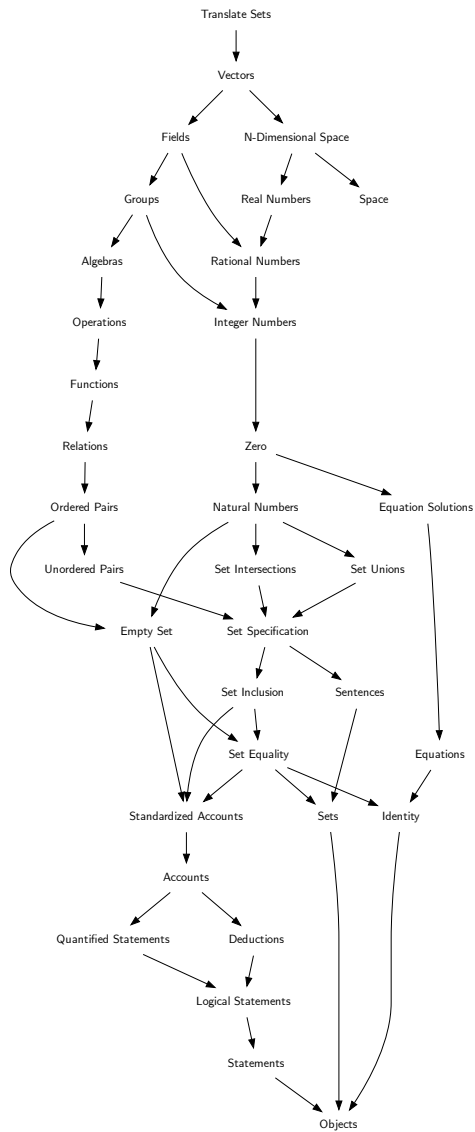 Translate Sets
Vectors
Fields
N-Dimensional Space
Groups
Real Numbers
Space
Algebras
Rational Numbers
Operations
Integer Numbers
Functions
Relations
Zero
Ordered Pairs
Natural Numbers
Equation Solutions
Unordered Pairs
Set Intersections
Set Unions
Empty Set
Set Specification
Set Inclusion
Sentences
Set Equality
Equations
Standardized Accounts
Sets
Identity
Accounts
Quantified Statements
Deductions
Logical Statements
Statements
Objects